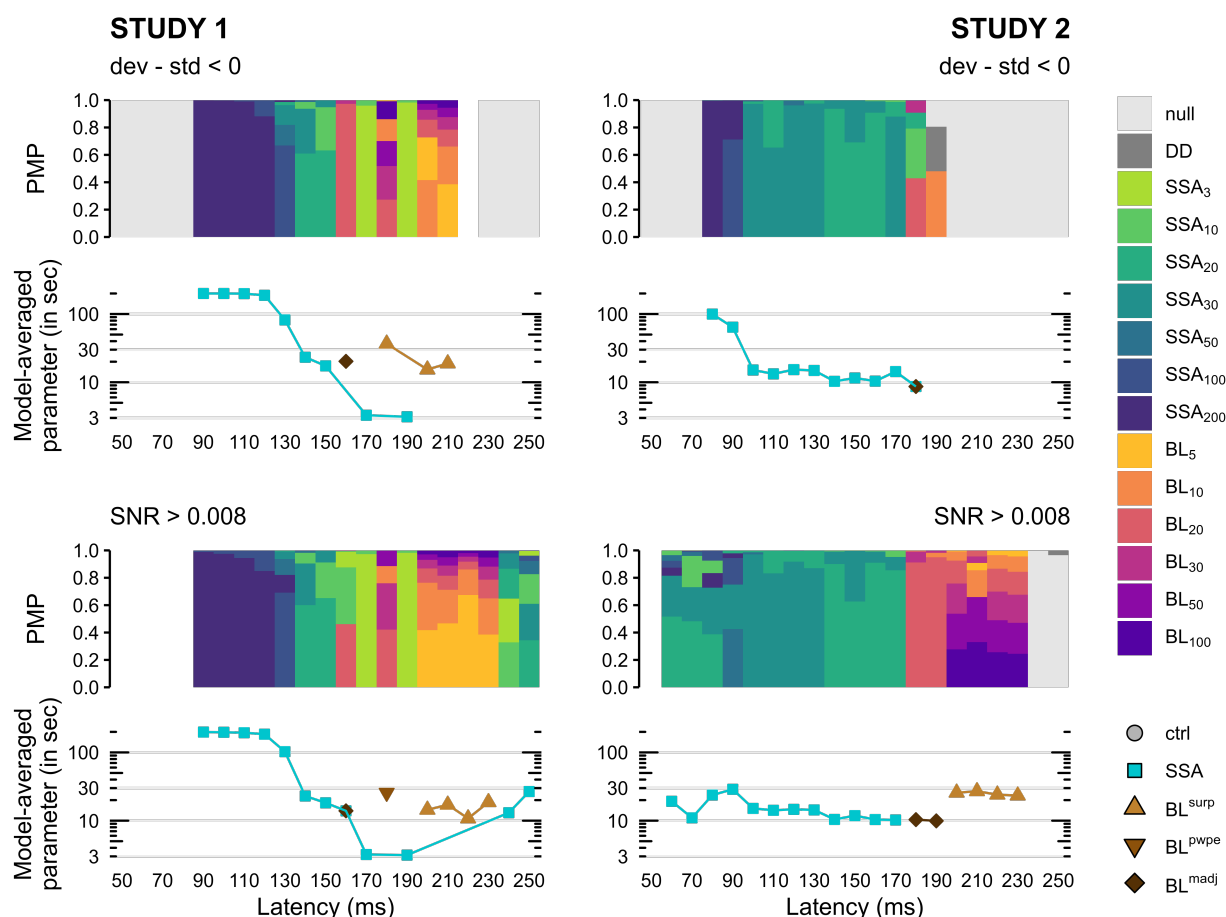 STUDY 1
STUDY 2
dev - std < 0
dev - std < 0
PMP
1.0
0.8
0.6
0.4
0.2
0.0
1.0
0.8
0.6
0.4
0.2
0.0
Model-averaged
parameter (in sec)
100
30
10
3
100
30
10
3
50 70 90 110 130 150 170 190 210 230 250
50 70 90 110 130 150 170 190 210 230 250
SNR > 0.008
SNR > 0.008
PMP
1.0
0.8
0.6
0.4
0.2
0.0
1.0
0.8
0.6
0.4
0.2
0.0
Model-averaged
parameter (in sec)
100
30
10
3
100
30
10
3
50 70 90 110 130 150 170 190 210 230 250
50 70 90 110 130 150 170 190 210 230 250
Latency (ms)
Latency (ms)
null
DD
SSA3
SSA10
SSA20
SSA30
SSA50
SSA100
SSA200
BL5
BL10
BL20
BL30
BL50
BL100
ctrl
SSA
BLsurp
BLpwpe
BLmadj